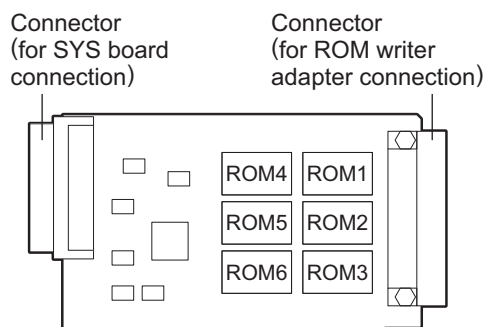 Connector
(for SYS board
connection)
Connector
(for ROM writer
adapter connection)
ROM4 ROM1
ROM5 ROM2
ROM6 ROM3